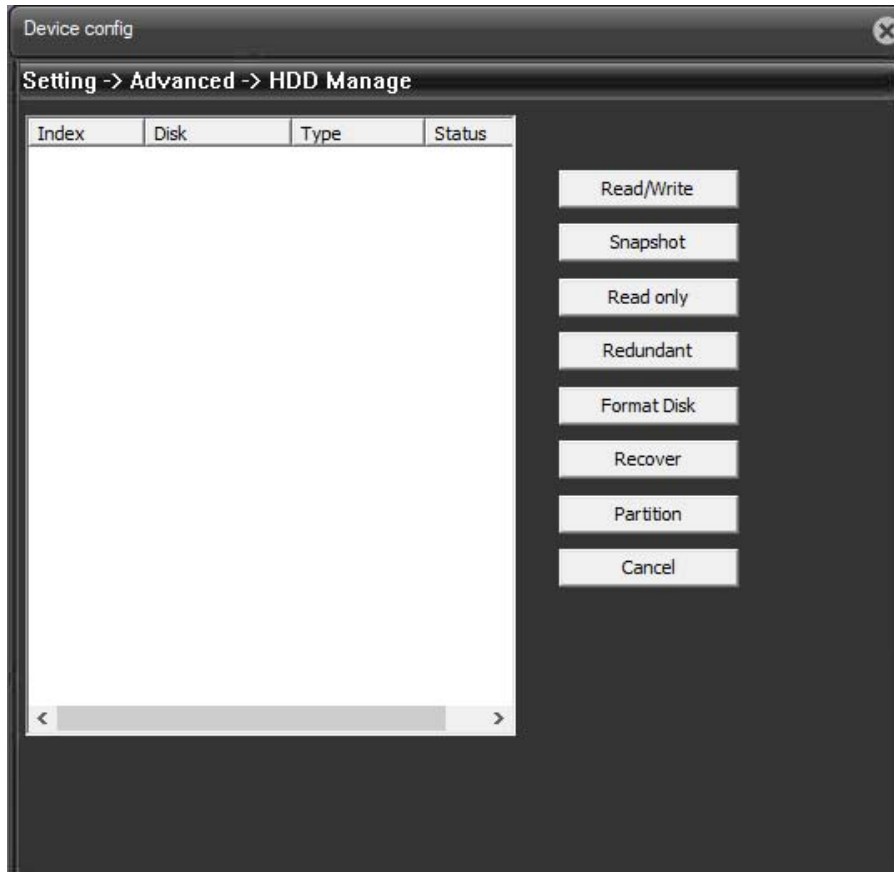 Device config
Setting -> Advanced -> HDD Manage
Index Disk Type Status
Read/Write
Snapshot
Read only
Redundant
Format Disk
Recover
Partition
Cancel